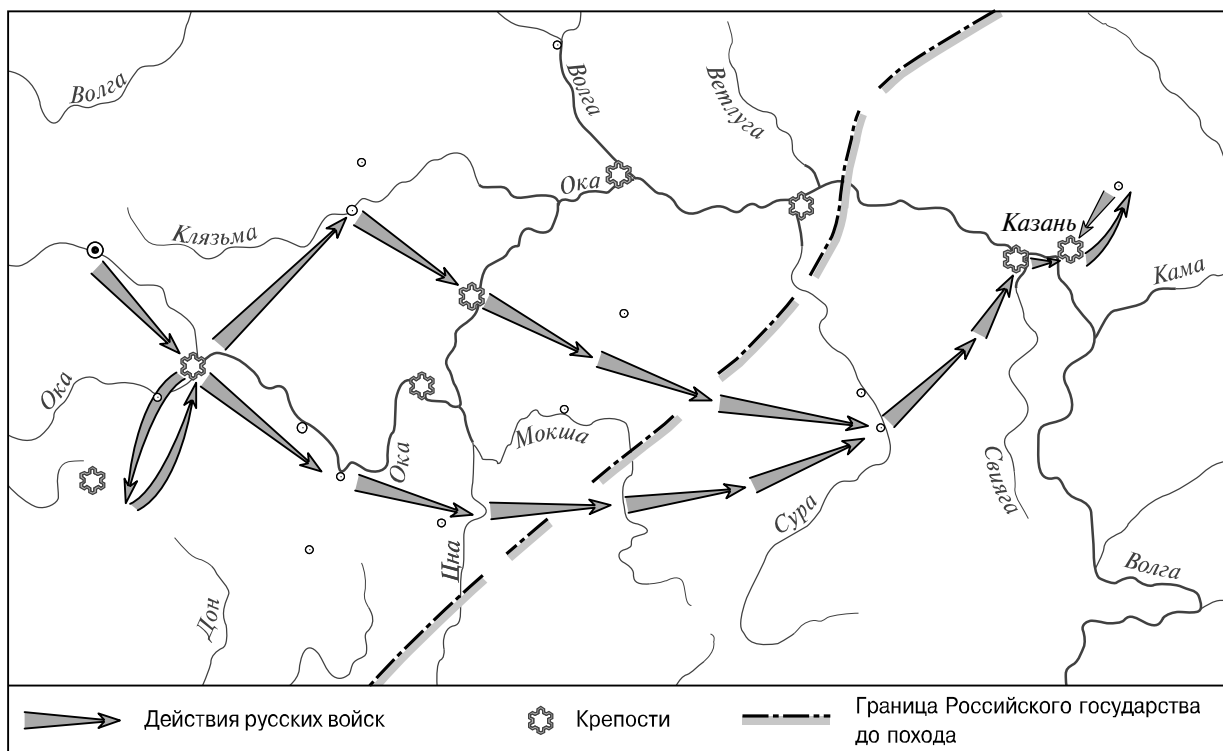 Волга
Волга
Ветлуга
Ока
Клязьма
Казань
Кама
Ока
Мокша
Ока
Свияга
Сура
Цна
Волга
Дон
Действия русских войск
Крепости
Граница Российского государства
до похода